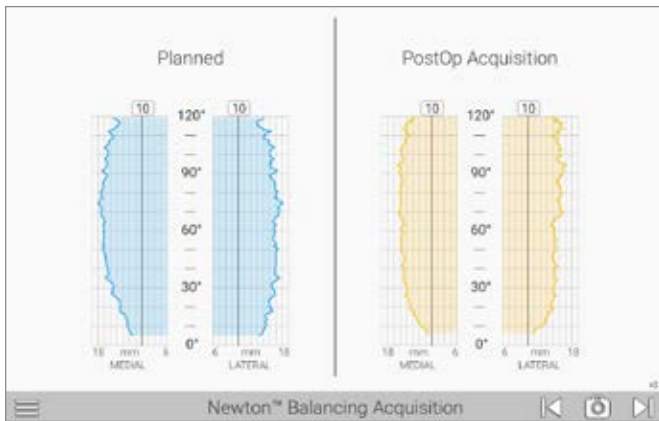 Planned
PostOp Acquisition
10 10 120° 10 10 120°
90° 90°
60° 60°
30° 30°
18 mm 6 0° 6 mm 18 18 mm 6 0° 6 mm 18
MEDIAL LATERAL MEDIAL LATERAL
Newton™ Balancing Acquisition